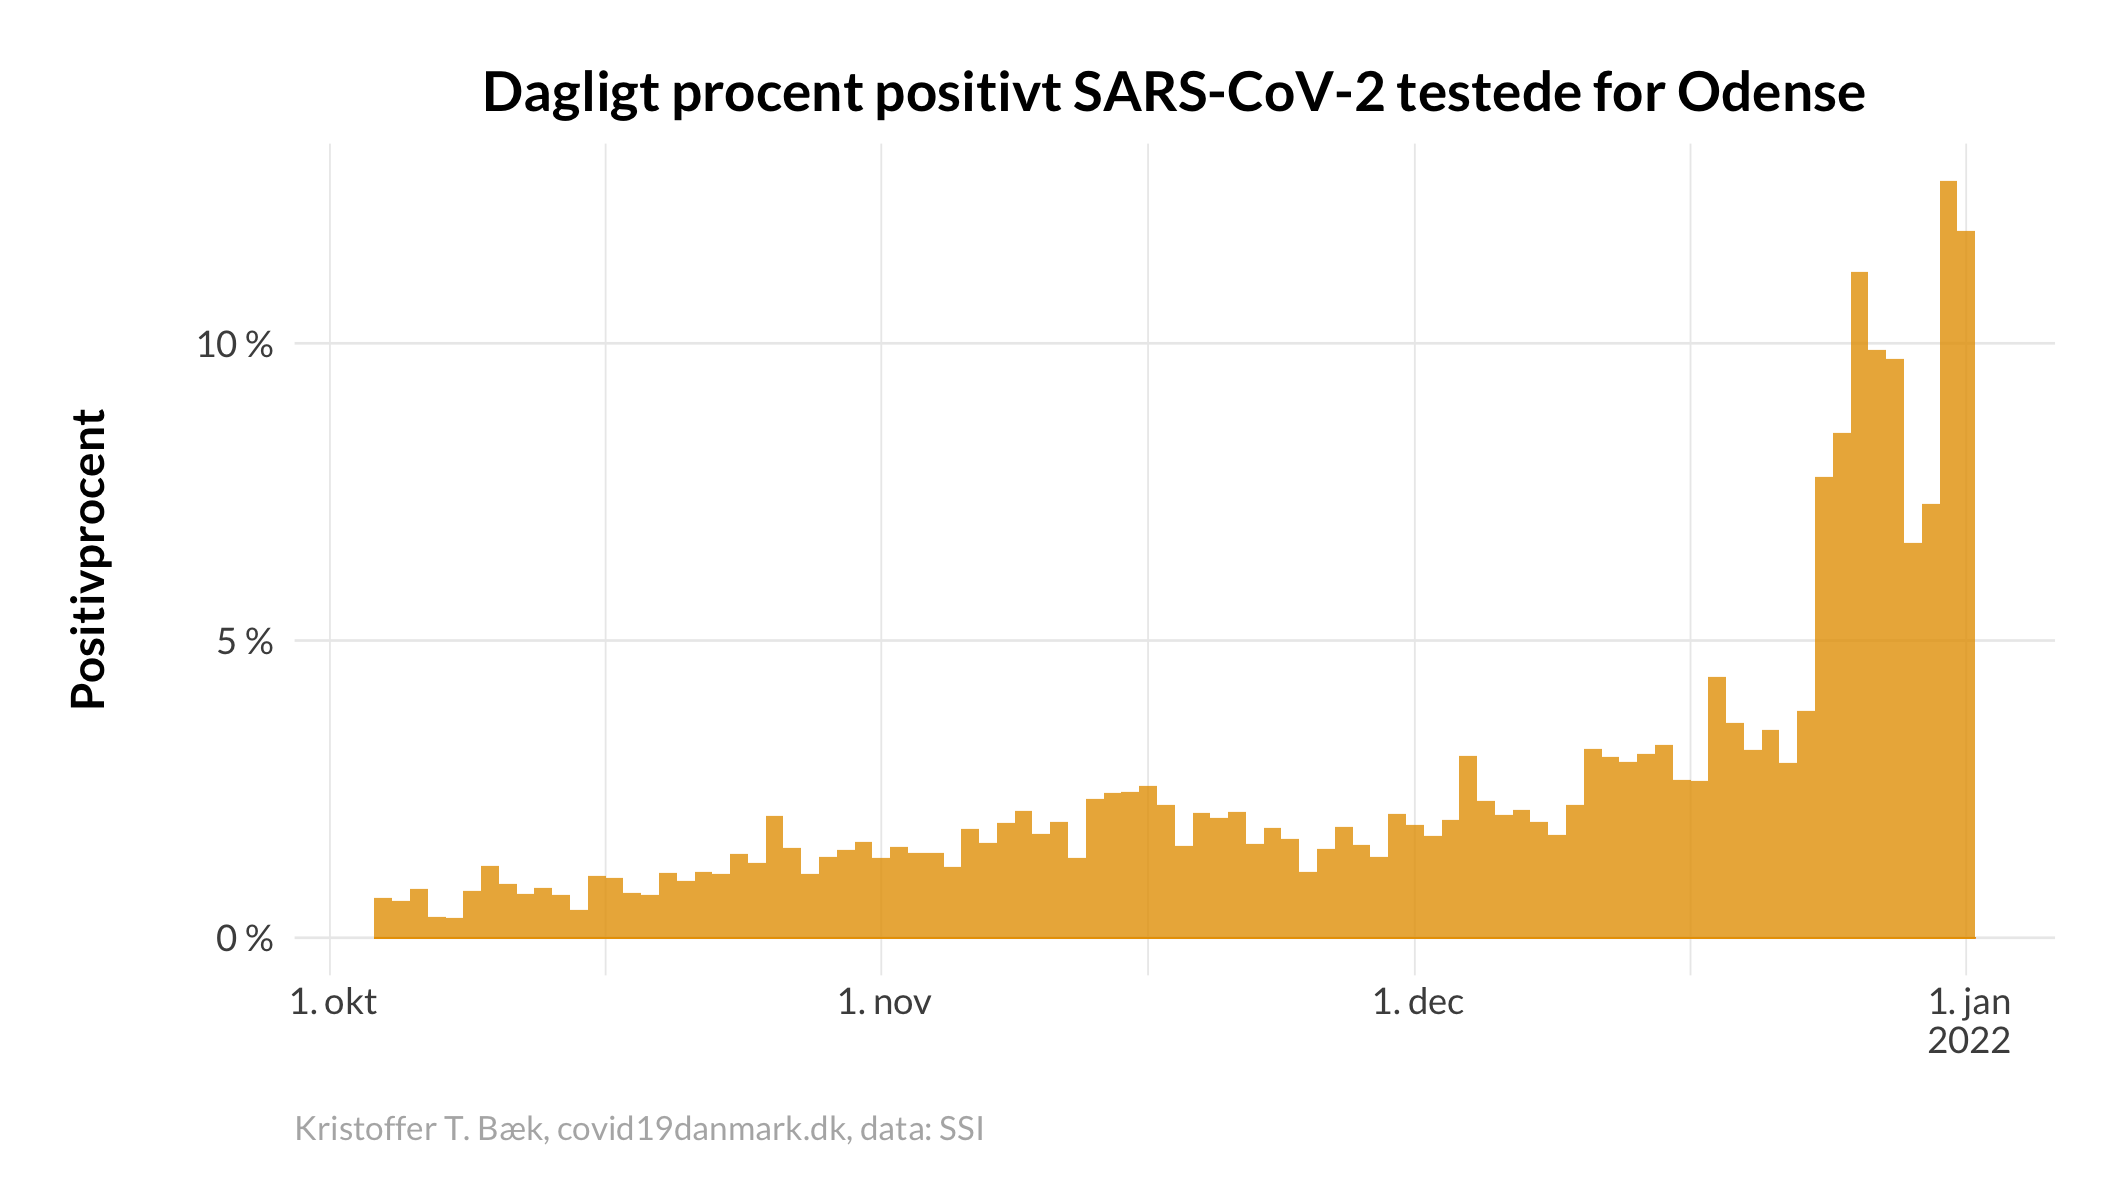 Dagligt procent positivt SARS-CoV-2 testede for Odense
Positivprocent
10 %
5 %
0 %
1. okt
1. nov
1. dec
1. jan
2022
Kristoffer T. Bæk, covid19danmark.dk, data: SSI